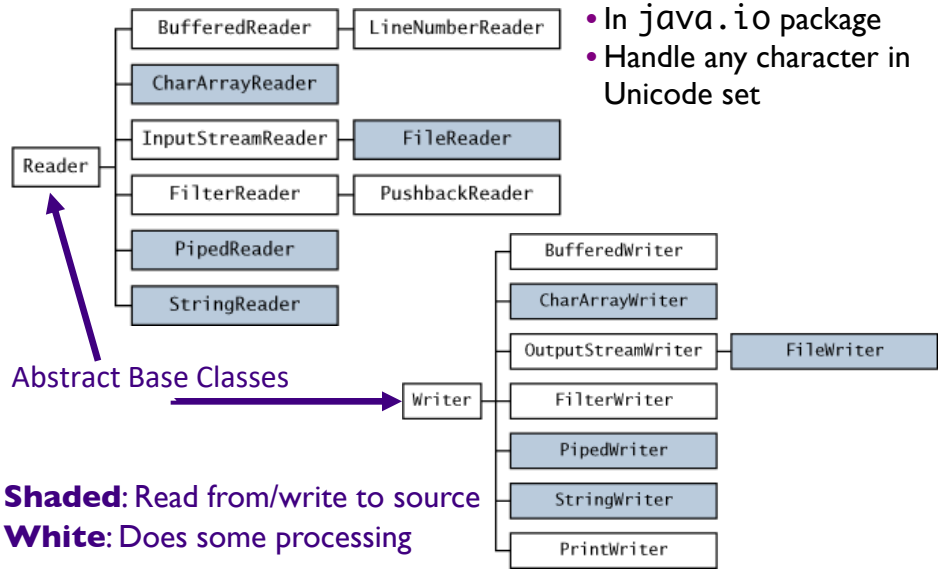 BufferedReader LineNumberReader
CharArrayReader
InputStreamReader FileReader
Reader
FilterReader PushbackReader
PipedReader
StringReader
• In java.io package
• Handle any character in
Unicode set
Abstract Base Classes
BufferedWriter
CharArrayWriter
OutputStreamWriter FileWriter
Writer
FilterWriter
PipedWriter
StringWriter
PrintWriter
Shaded: Read from/write to source
White: Does some processing